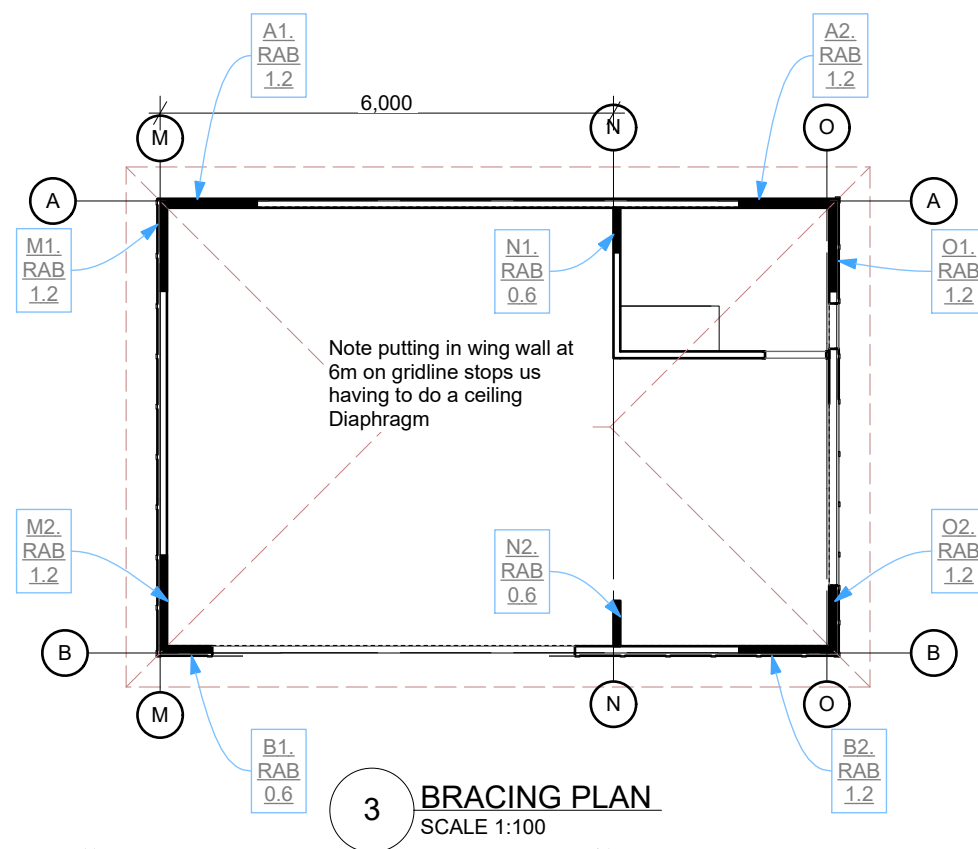 A1.
RAB
1.2
A2.
RAB
1.2
6,000
M
N
O
A
A
M1.
RAB
1.2
N1.
RAB
0.6
O1.
RAB
1.2
Note putting in wing wall at
6m on gridline stops us
having to do a ceiling
Diaphragm
M2.
RAB
1.2
N2.
RAB
0.6
O2.
RAB
1.2
B
B
M
N
O
B1.
RAB
0.6
B2.
RAB
1.2
3
BRACING PLAN
SCALE 1:100